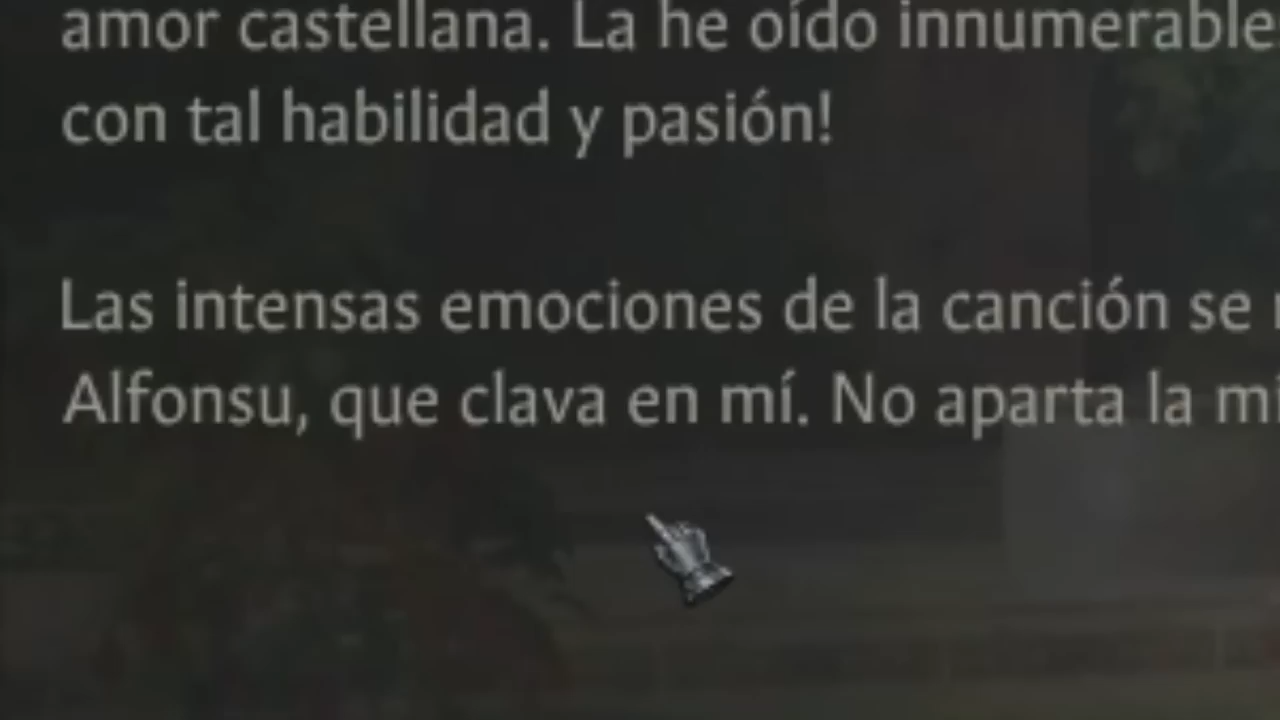 amor castellana. La he oído innumerable
con tal habilidad y pasión!
Las intensas emociones de la canción se
Alfonsu, que clava en mí. No aparta la